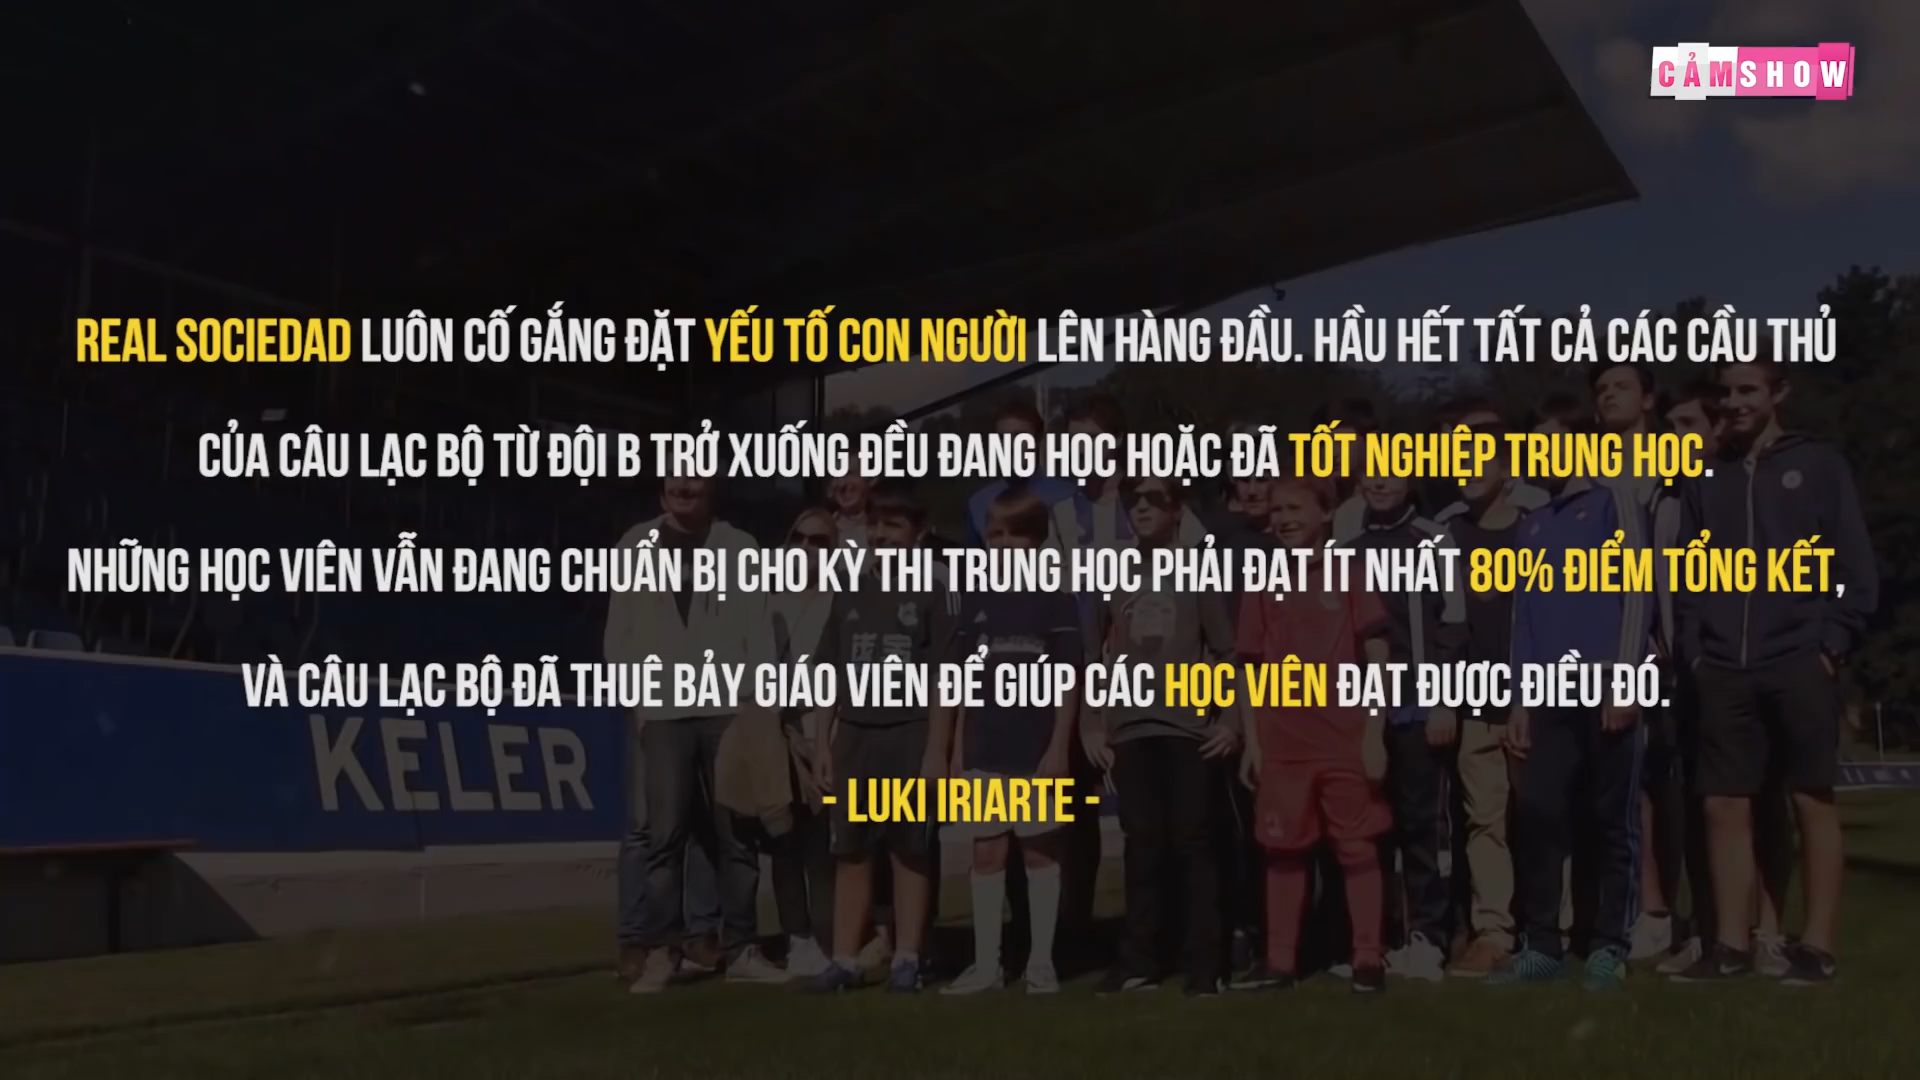 CẢMSHOW
REAL SOCIEDAD LUÔN CỐ GẮNG ĐẶT YẾU TỐ CON NGƯỜI LÊN HÀNG ĐẦU. HẦU HẾT TẤT CẢ CÁC CẦU THỦ
CỦA CÂU LẠC BỘ TỪ ĐỘI B TRỞ XUỐNG ĐỀU ĐANG HỌC HOẶC ĐÃ TỐT NGHIỆP TRUNG HỌC.
NHỮNG HỌC VIÊN VẪN ĐANG CHUẨN BỊ CHO KỲ THI TRUNG HỌC PHẢI ĐẠT ÍT NHẤT 80% ĐIỂM TỔNG KẾT,
VÀ CÂU LẠC BỘ ĐÃ THUÊ BẢY GIÁO VIÊN ĐỂ GIÚP CÁC HỌC VIÊN ĐẠT ĐƯỢC ĐIỀU ĐÓ.
KELER
- LUKI IRIARTE -